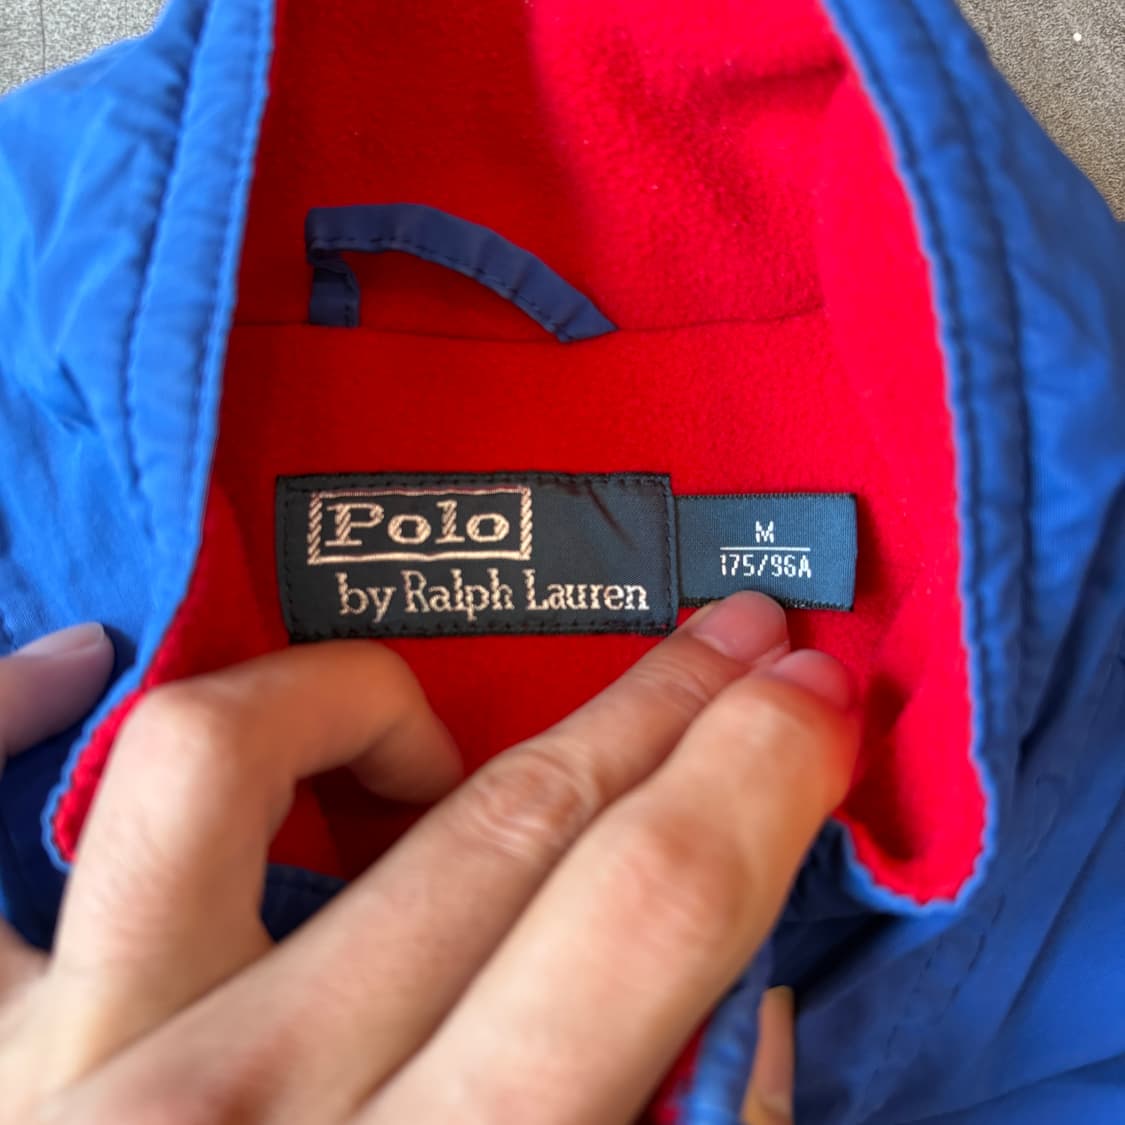 Polo
by Ralph Lauren
M
175/96A